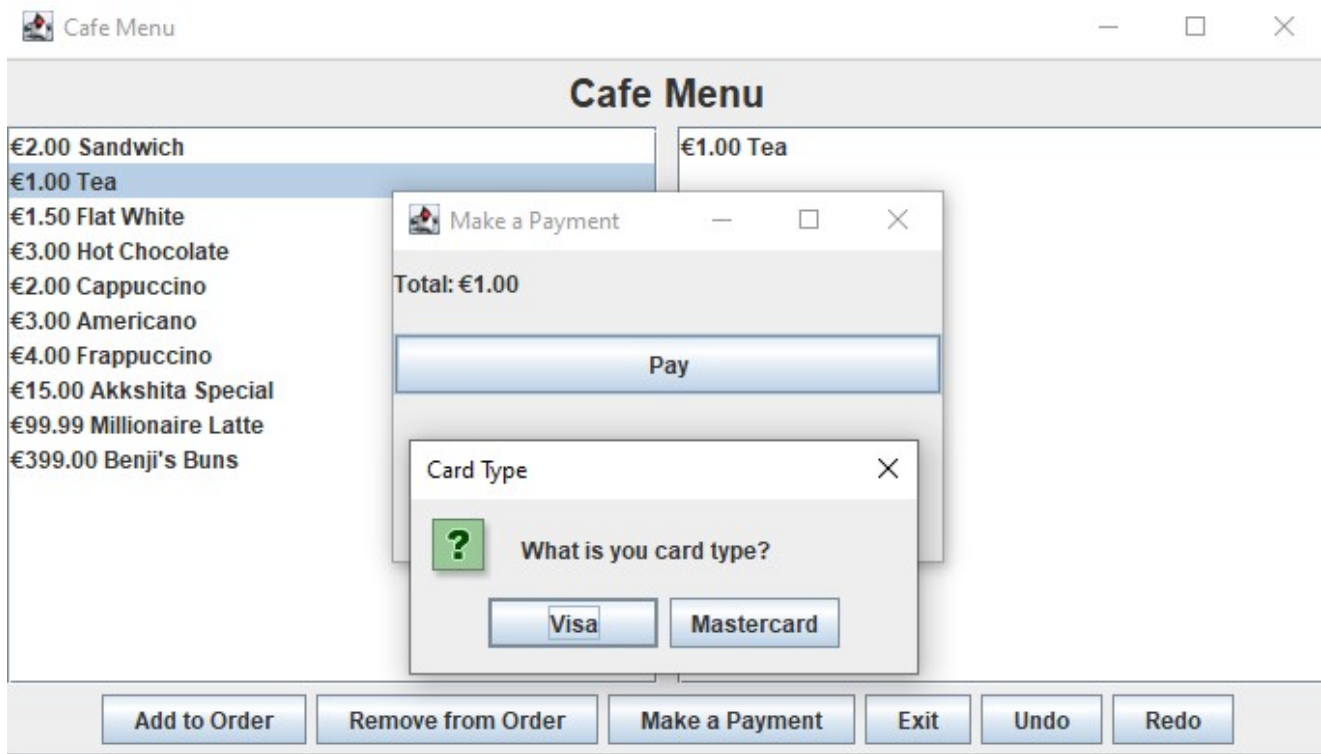 Cafe Menu
Cafe Menu
€2.00 Sandwich
€1.00 Tea
€1.50 Flat White
€3.00 Hot Chocolate
€2.00 Cappuccino
€3.00 Americano
€4.00 Frappuccino
€15.00 Akkshita Special
€99.99 Millionaire Latte
€399.00 Benji's Buns
€1.00 Tea
Make a Payment
Total: €1.00
Pay
Card Type
?
What is you card type?
Visa Mastercard
Add to Order Remove from Order Make a Payment Exit Undo Redo